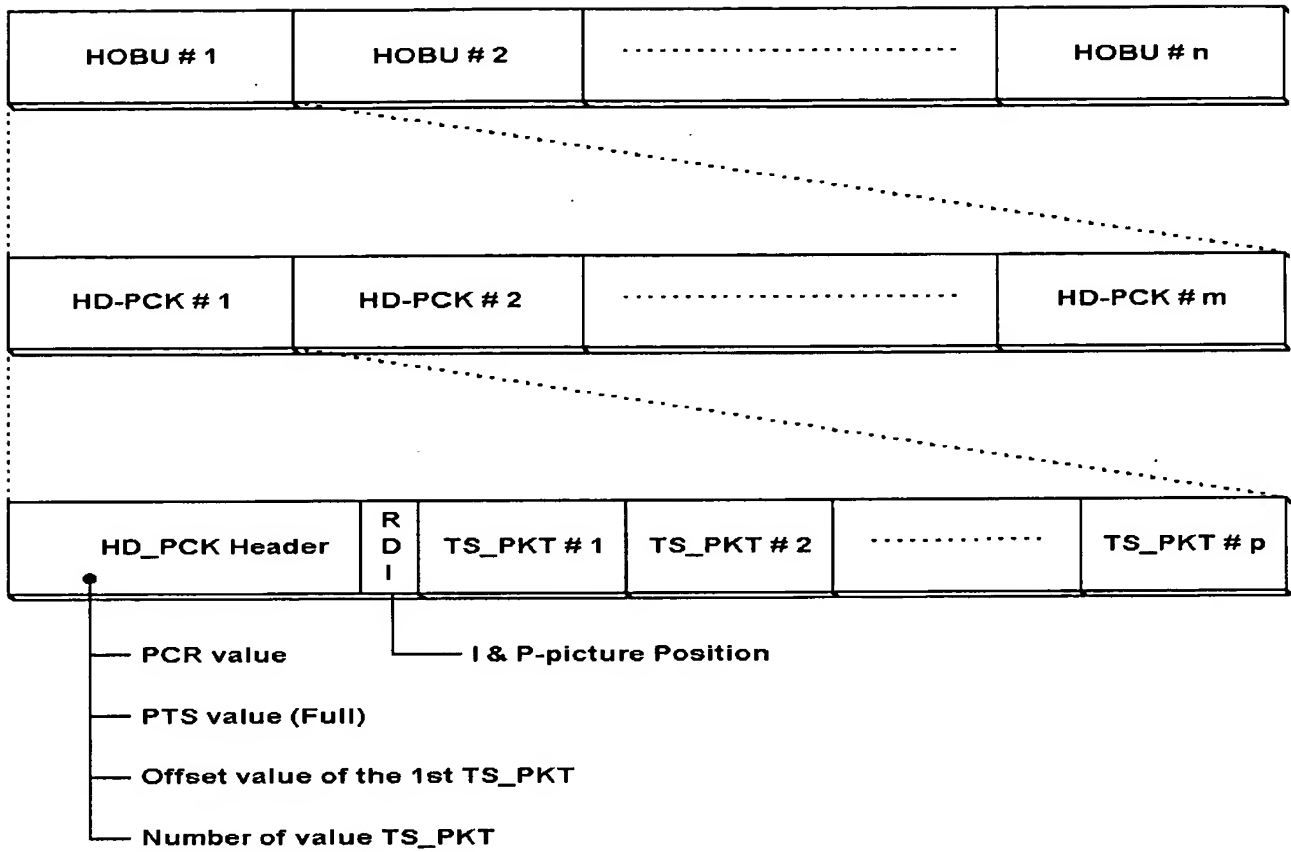 HOBU # 1 HOBU # 2 HOBU # n
HD-PCK # 1 HD-PCK # 2 HD-PCK # m
HD_PCK Header RDI TS_PKT # 1 TS_PKT # 2 TS_PKT # p
PCR value I & P-picture Position
PTS value (Full)
Offset value of the 1st TS_PKT
Number of value TS_PKT